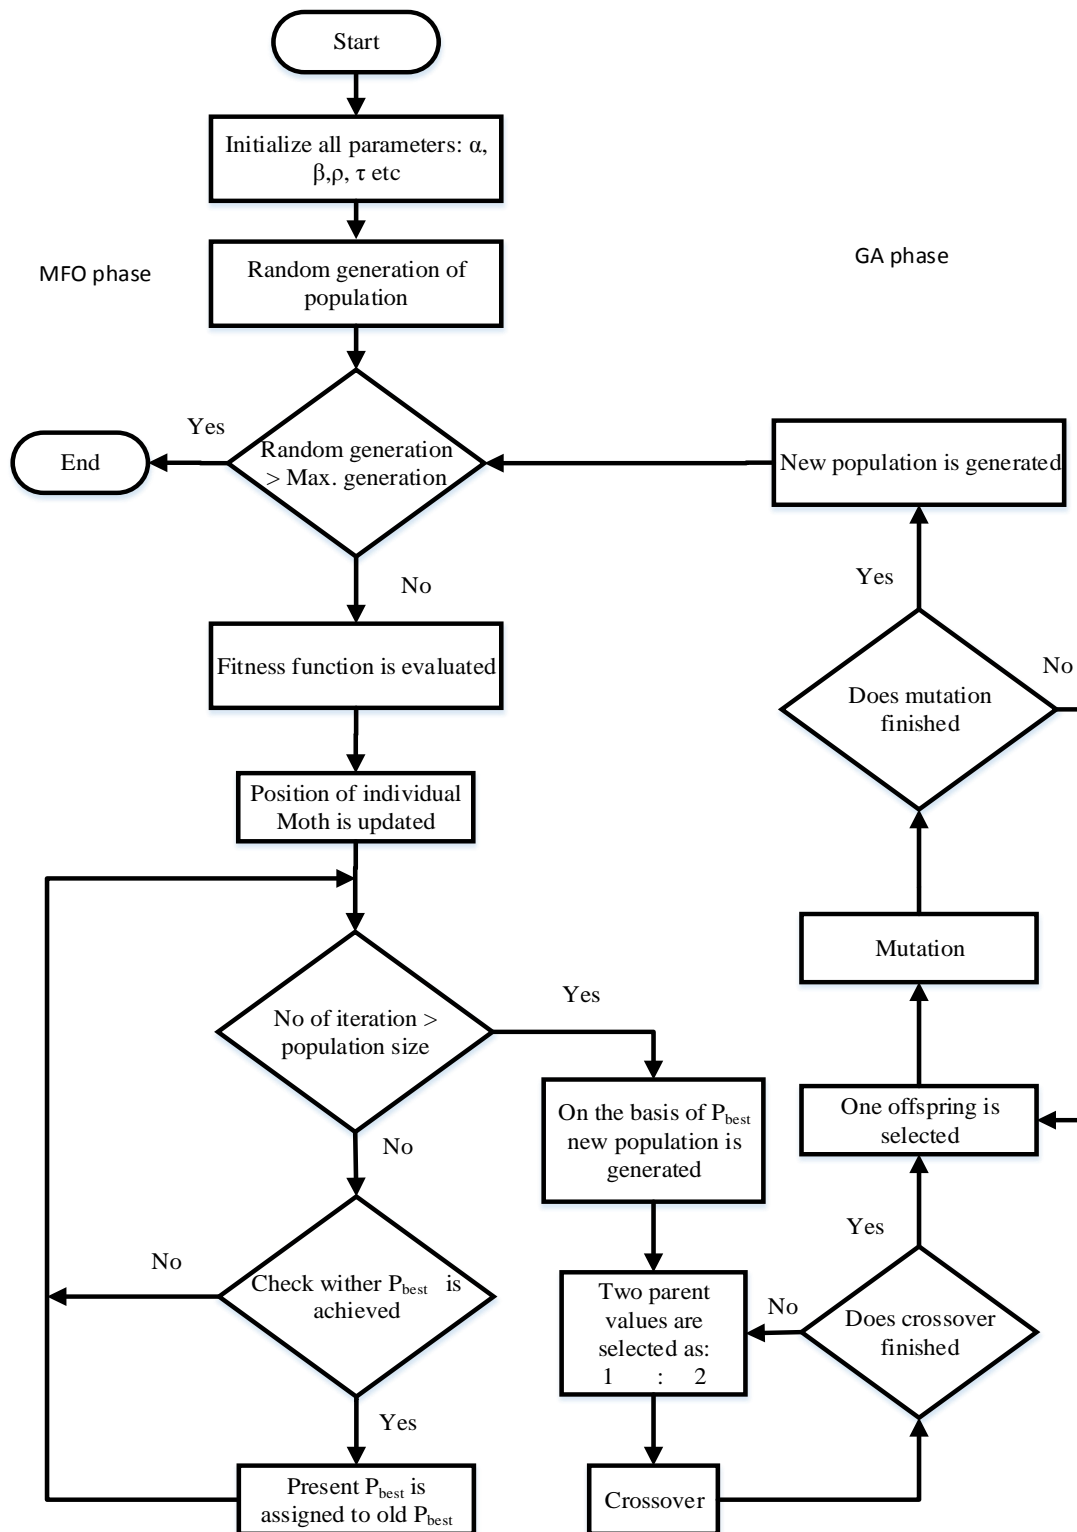 Start
Initialize all parameters: α,
β,ρ, τ etc
MFO phase
Random generation of
population
GA phase
Yes
End
Random generation
> Max. generation
New population is generated
No
Yes
Fitness function is evaluated
No
Does mutation
finished
Position of individual
Moth is updated
Mutation
Yes
No of iteration >
population size
On the basis of Pbest
new population is
generated
One offspring is
selected
No
Yes
No
Check wither Pbest is
achieved
Two parent
values are
selected as:
1 : 2
No
Does crossover
finished
Yes
Present Pbest is
assigned to old Pbest
Crossover